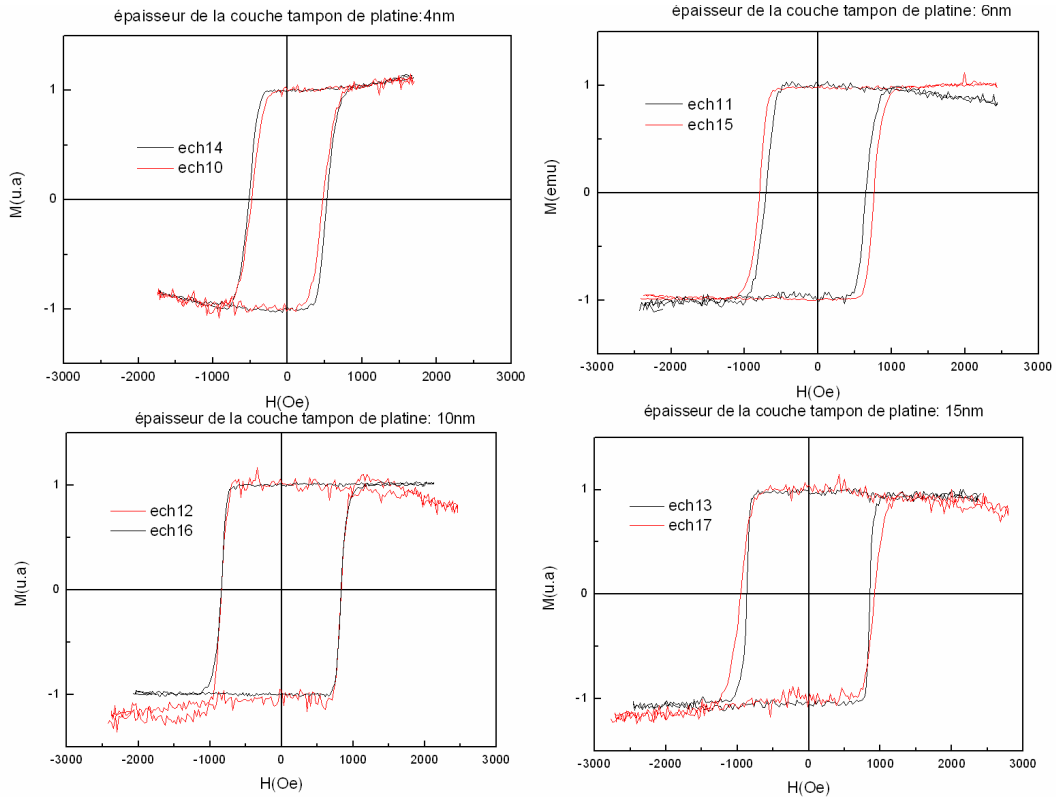 épaisseur de la couche tampon de platine:4nm
ech14
ech10
M(u.a)
1
0
-1
-3000 -2000 -1000 0 1000 2000 3000
H(Oe)
épaisseur de la couche tampon de platine: 6nm
ech11
ech15
M(emu)
1
0
-1
-3000 -2000 -1000 0 1000 2000 3000
H(Oe)
épaisseur de la couche tampon de platine: 10nm
ech12
ech16
M(u.a)
1
0
-1
-3000 -2000 -1000 0 1000 2000 3000
H(Oe)
épaisseur de la couche tampon de platine: 15nm
ech13
ech17
M(u.a)
1
0
-1
-3000 -2000 -1000 0 1000 2000 3000
H(Oe)